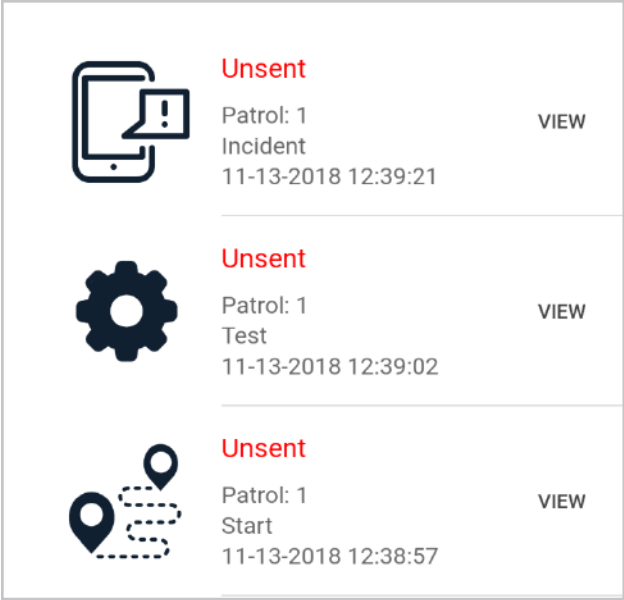 Unsent
Patrol: 1
Incident
11-13-2018 12:39:21
VIEW
Unsent
Patrol: 1
Test
11-13-2018 12:39:02
VIEW
Unsent
Patrol: 1
Start
11-13-2018 12:38:57
VIEW